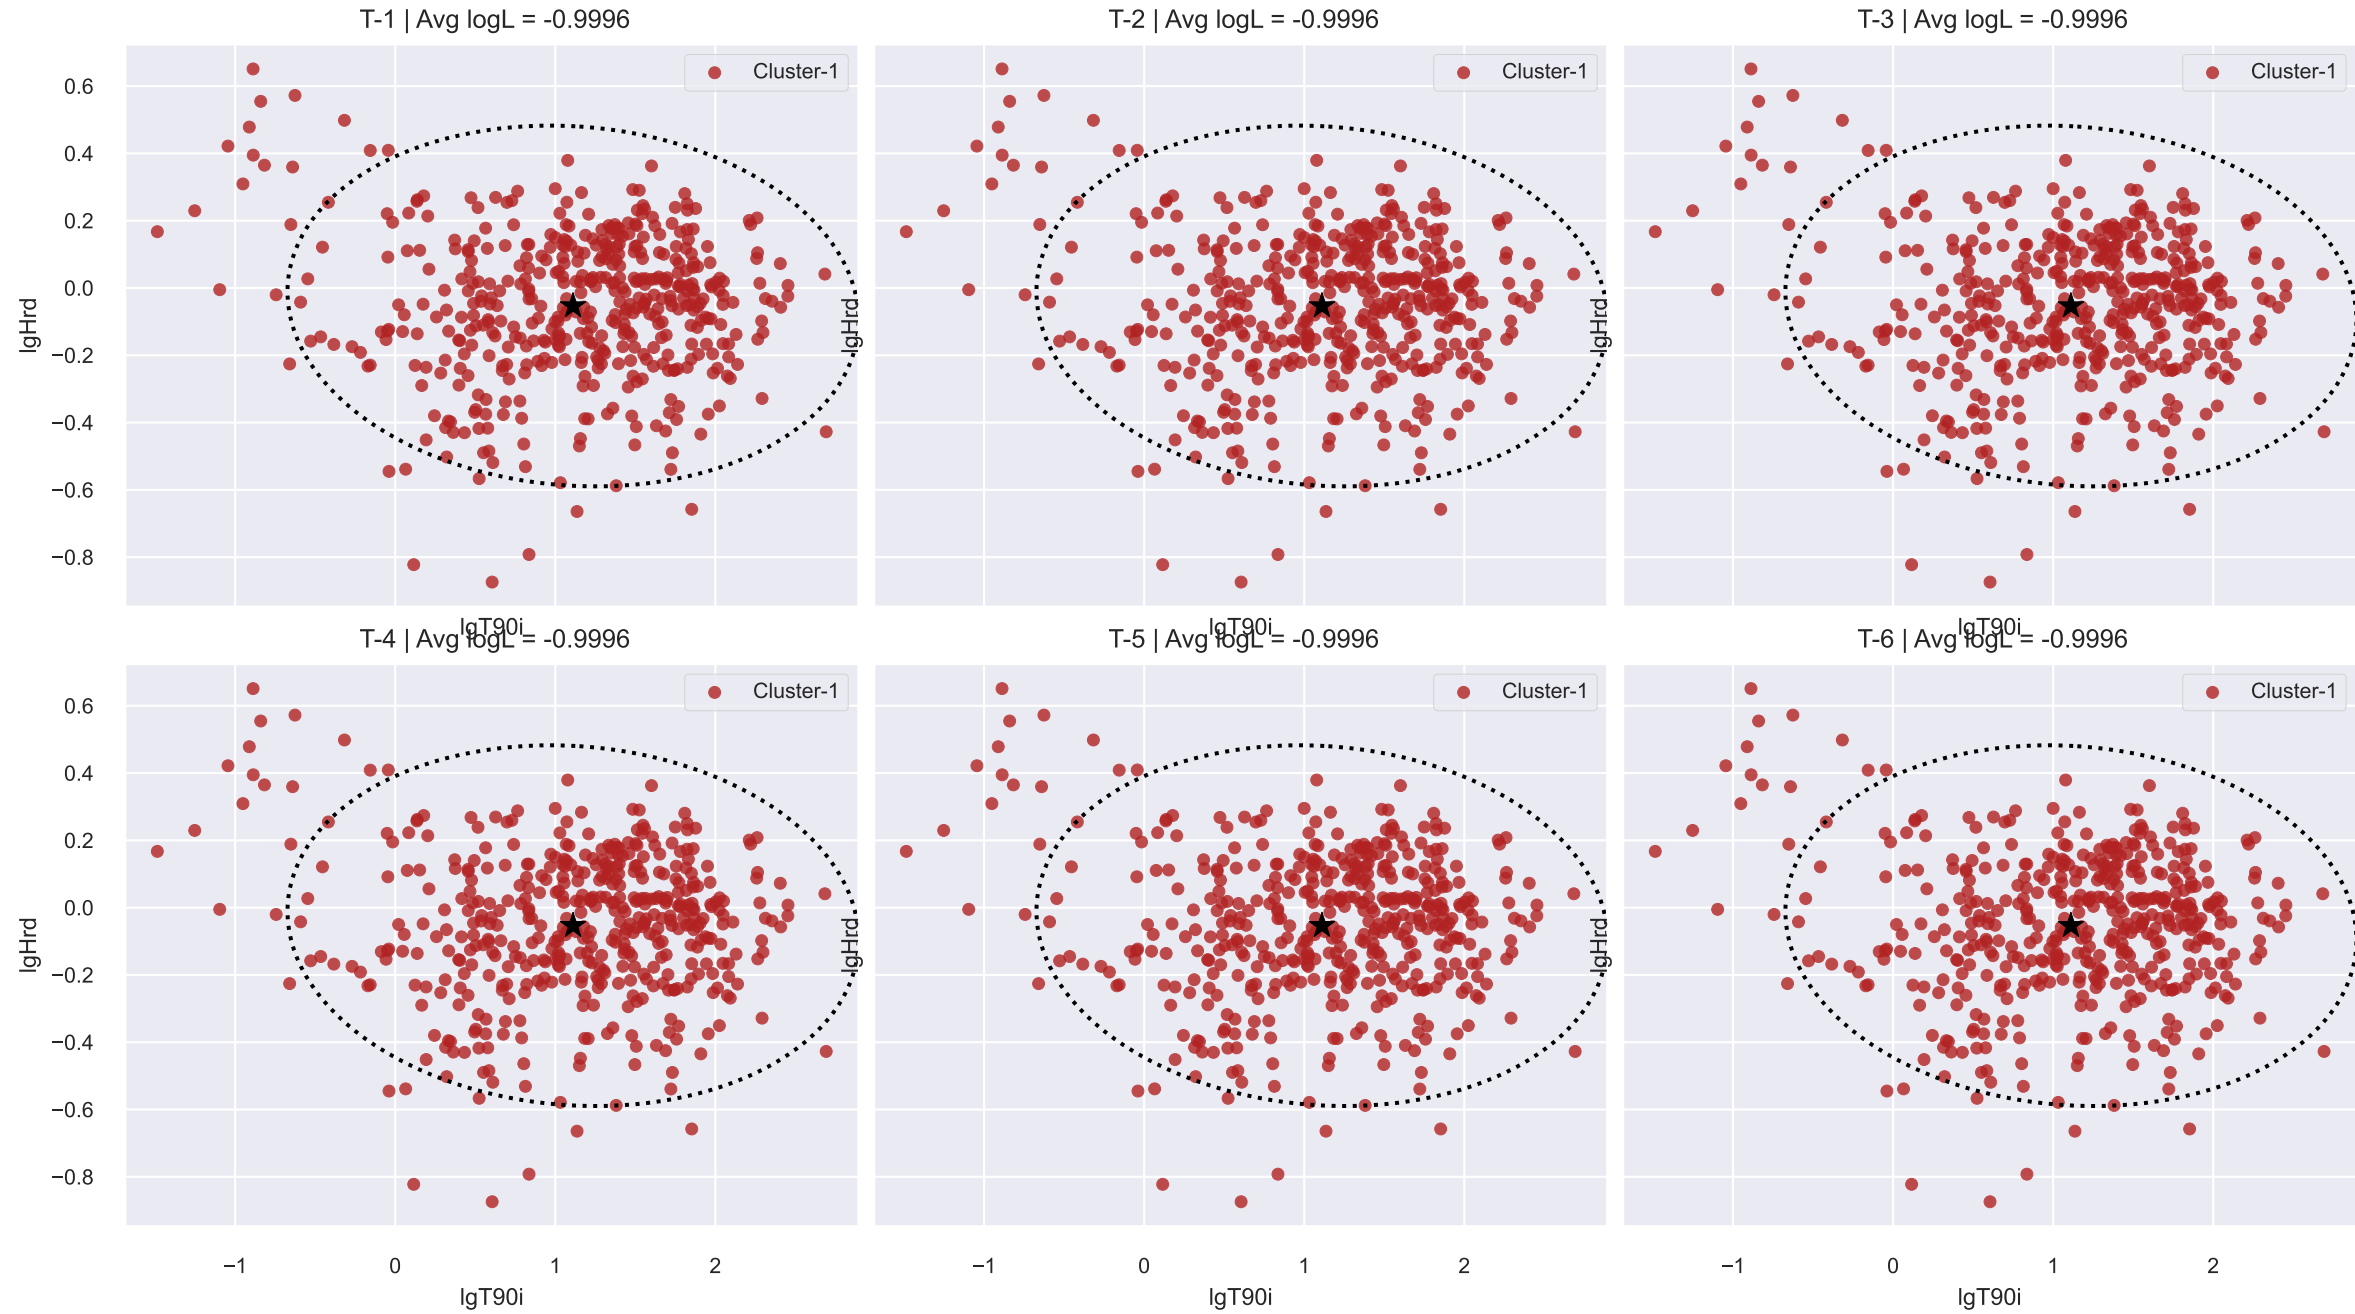 T-1 | Avg logL = -0.9996
T-2 | Avg logL = -0.9996
T-3 | Avg logL = -0.9996
Cluster-1
Cluster-1
Cluster-1
0.6
0.4
0.2
0.0
−0.2
−0.4
−0.6
−0.8
lgHrd
lgHrd
lgHrd
lgT90i
lgT90i
lgT90i
T-4 | Avg logL = -0.9996
T-5 | Avg logL = -0.9996
T-6 | Avg logL = -0.9996
Cluster-1
Cluster-1
Cluster-1
0.6
0.4
0.2
0.0
−0.2
−0.4
−0.6
−0.8
lgHrd
lgHrd
lgHrd
−1 0 1 2
−1 0 1 2
−1 0 1 2
lgT90i
lgT90i
lgT90i